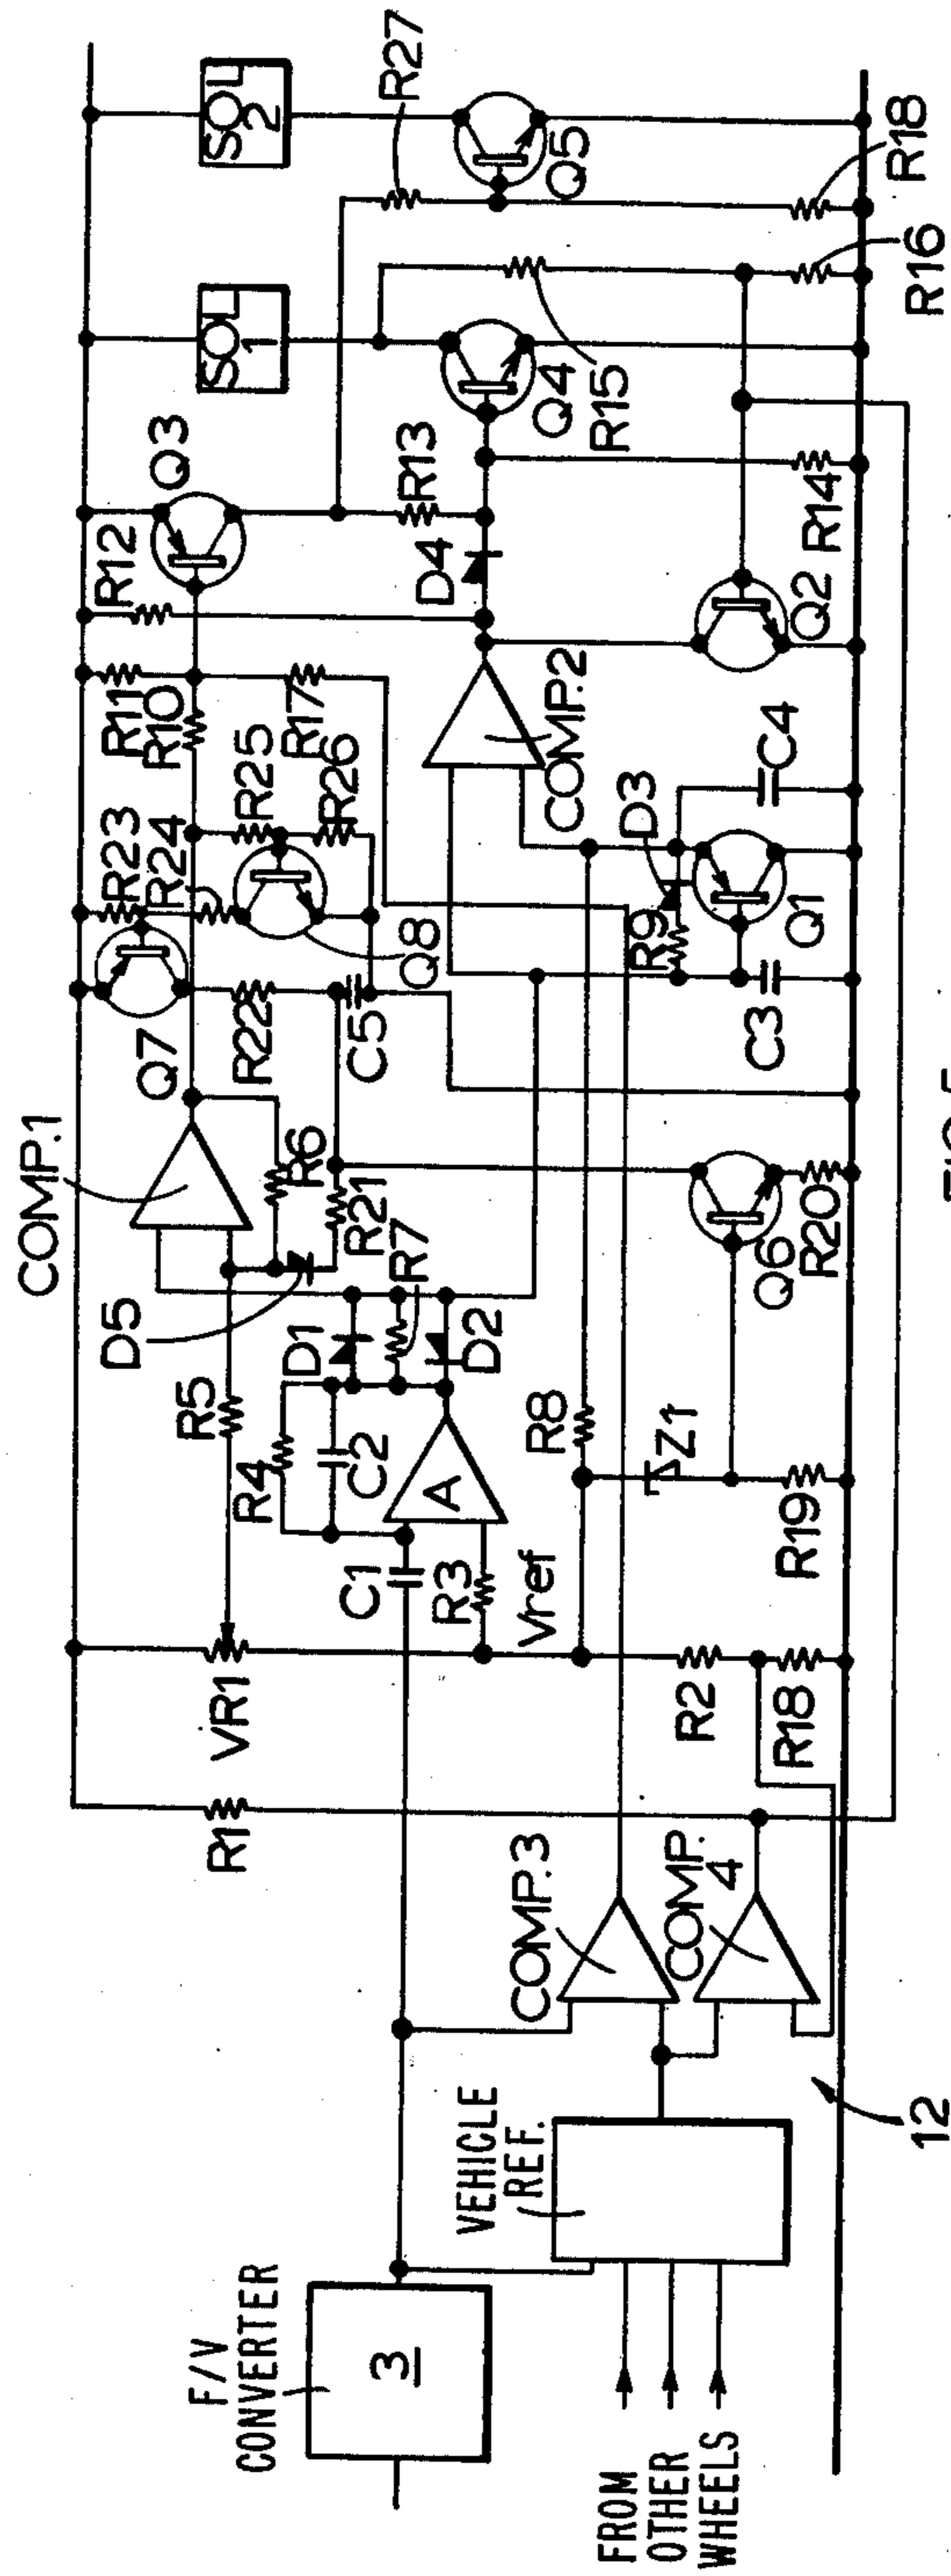 F/V
CONVERTER
3
FROM
OTHER
WHEELS
VEHICLE
REF.
12
COMP.3
COMP.
4
R1
VR1
R2
R18
C1
R3
Vref
R4
C2
A
R5
D5
D1
R7
D2
R8
Z1
R19
COMP.1
R6
R21
Q6
R20
Q7
R22
C5
R23
R24
Q8
R25
R26
R9
D3
C3
Q1
C4
COMP.2
R11
R10
R17
R12
Q3
D4
R13
Q2
R14
SOL
1
Q4
R15
R16
SOL
2
R27
Q5
R18